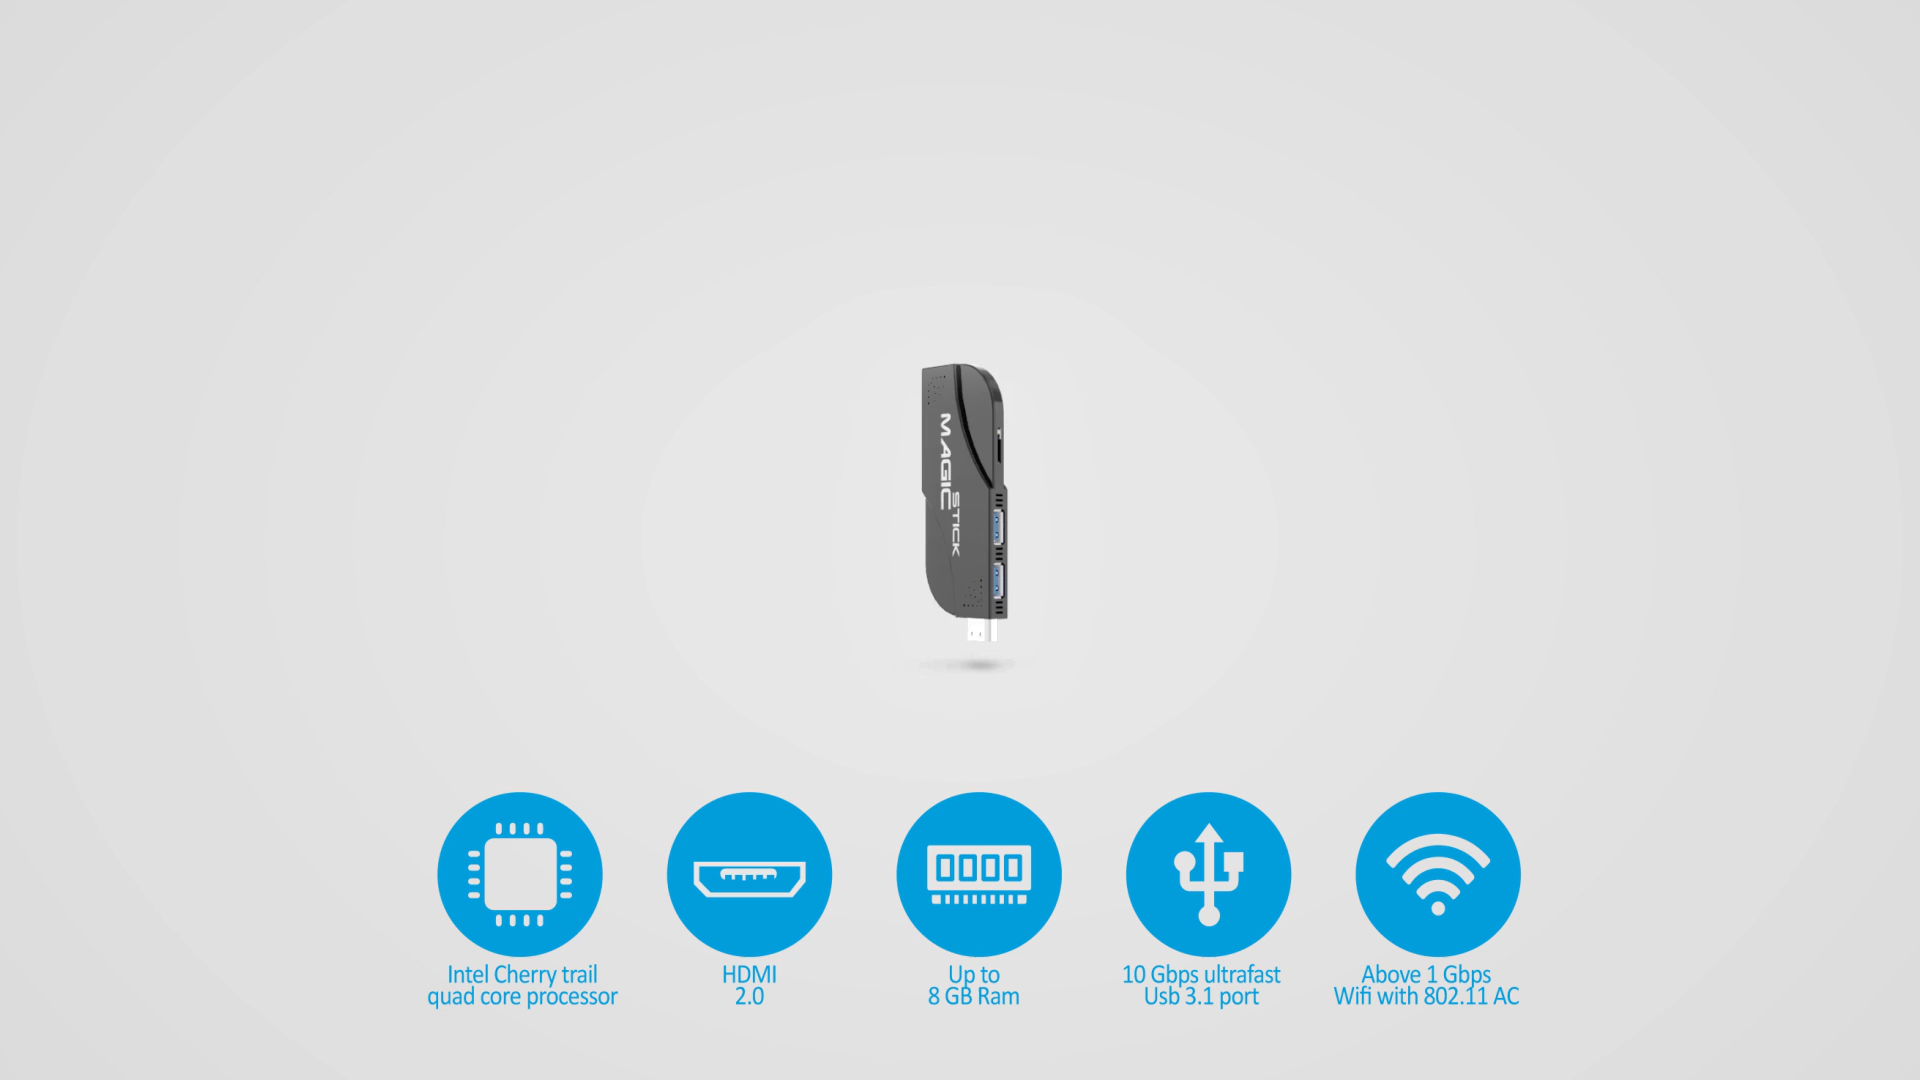 MAGIC
STICK
Intel Cherry trail
quad core processor
HDMI
2.0
Up to
8 GB Ram
10 Gbps ultrafast
Usb 3.1 port
Above 1 Gbps
Wifi with 802.11 AC